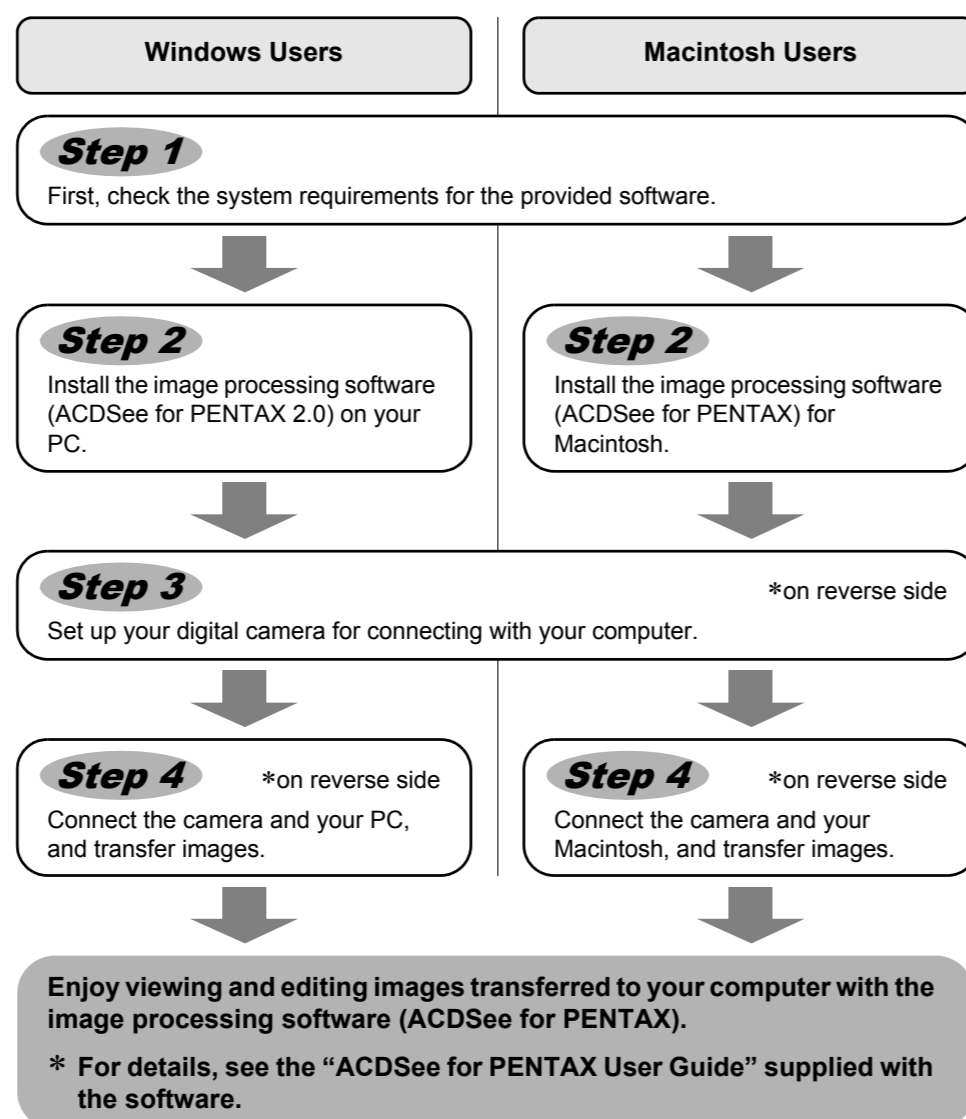 Windows Users
Macintosh Users
Step 1
First, check the system requirements for the provided software.
Step 2
Install the image processing software
(ACDSee for PENTAX 2.0) on your
PC.
Step 2
Install the image processing software
(ACDSee for PENTAX) for
Macintosh.
Step 3
*on reverse side
Set up your digital camera for connecting with your computer.
Step 4
*on reverse side
Connect the camera and your PC,
and transfer images.
Step 4
*on reverse side
Connect the camera and your
Macintosh, and transfer images.
Enjoy viewing and editing images transferred to your computer with the
image processing software (ACDSee for PENTAX).
* For details, see the “ACDSee for PENTAX User Guide” supplied with
the software.